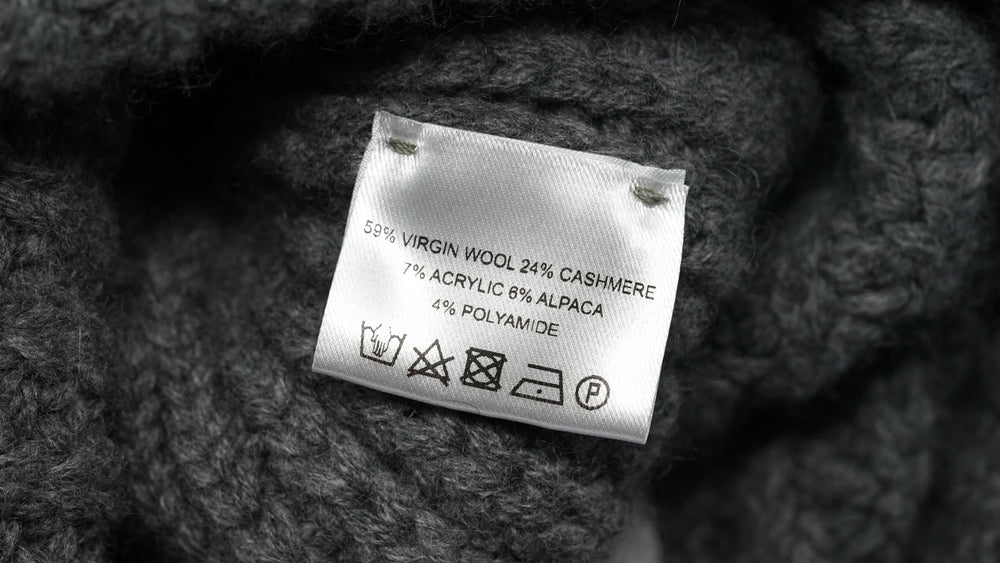 59% VIRGIN WOOL 24% CASHMERE
7% ACRYLIC 6% ALPACA
4% POLYAMIDE
P